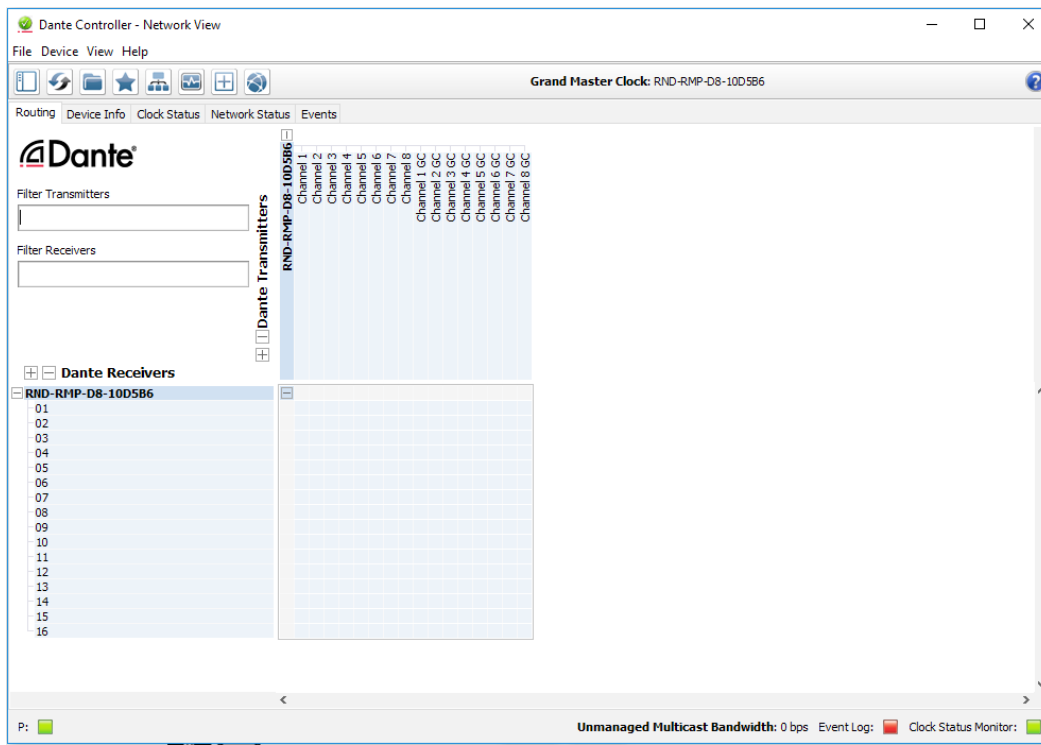 Dante Controller - Network View
File Device View Help
Grand Master Clock: RND-RMP-D8-10D5B6
Routing Device Info Clock Status Network Status Events
Dante
Filter Transmitters
Filter Receivers
Dante Transmitters
RND-RMP-D8-10D5B6
Channel 1
Channel 2
Channel 3
Channel 4
Channel 5
Channel 6
Channel 7
Channel 8
Channel 1 GC
Channel 2 GC
Channel 3 GC
Channel 4 GC
Channel 5 GC
Channel 6 GC
Channel 7 GC
Channel 8 GC
Dante Receivers
RND-RMP-D8-10D5B6
01
02
03
04
05
06
07
08
09
10
11
12
13
14
15
16
P:
Unmanaged Multicast Bandwidth: 0 bps Event Log: Clock Status Monitor: